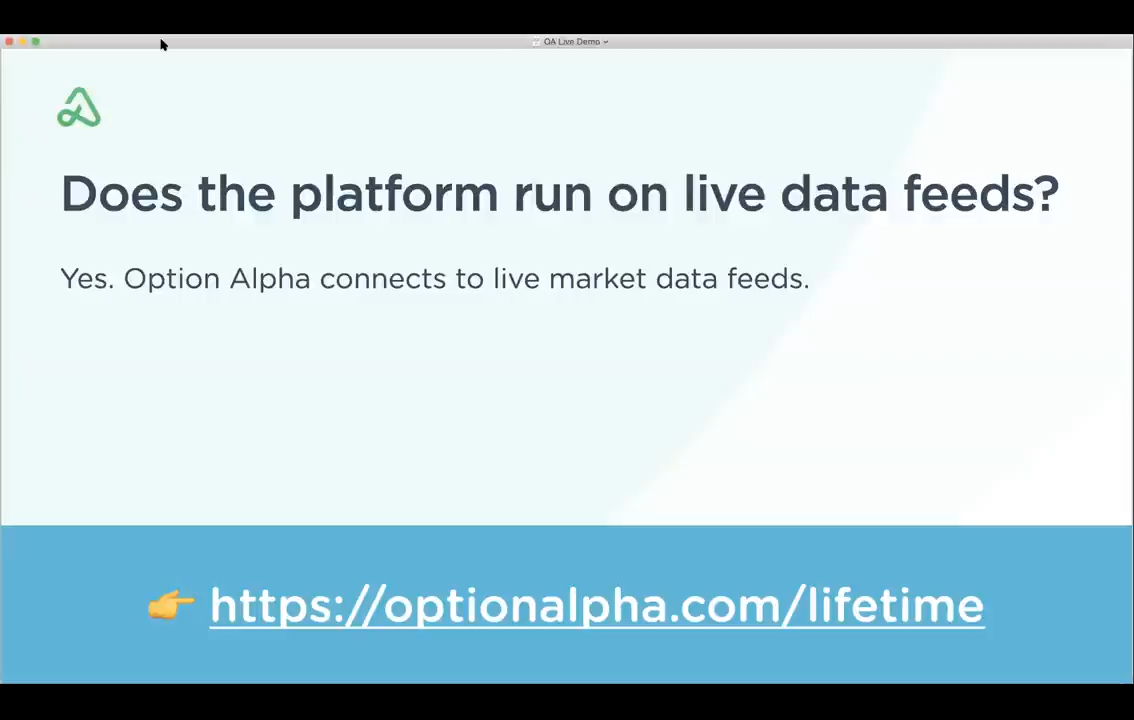 OA Live Demo
Does the platform run on live data feeds?
Yes. Option Alpha connects to live market data feeds.
https://optionalpha.com/lifetime